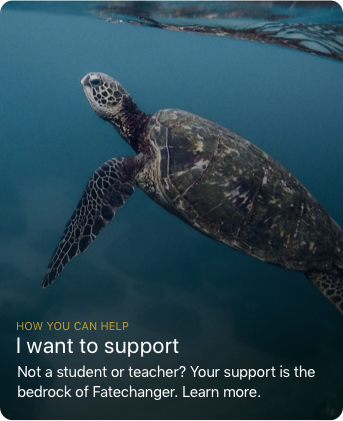 HOW YOU CAN HELP
I want to support
Not a student or teacher? Your support is the
bedrock of Fatechanger. Learn more.